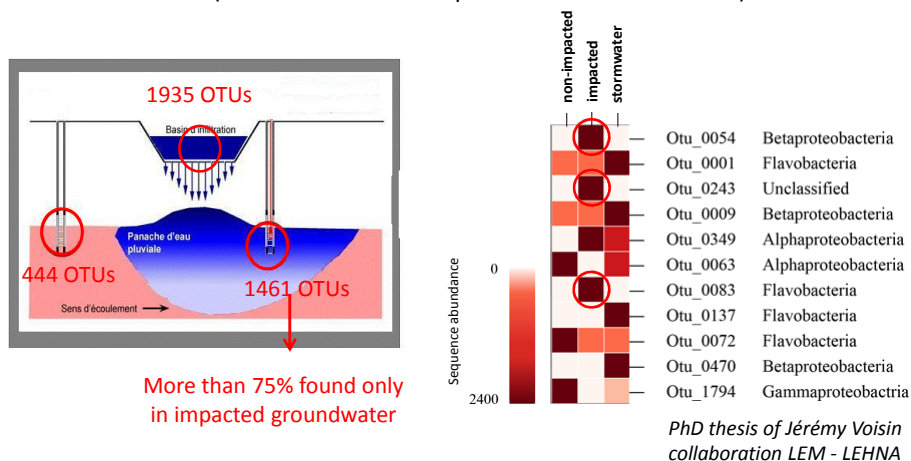 1935 OTUs
Basin d'infiltration
Panache d'eau
pluviale
444 OTUs
1461 OTUs
Sens d'écoulement
More than 75% found only
in impacted groundwater
non-impacted
impacted
stormwater
Otu_0054 Betaproteobacteria
Otu_0001 Flavobacteria
Otu_0243 Unclassified
Otu_0009 Betaproteobacteria
Otu_0349 Alphaproteobacteria
Otu_0063 Alphaproteobacteria
Otu_0083 Flavobacteria
Otu_0137 Flavobacteria
Otu_0072 Flavobacteria
Otu_0470 Betaproteobacteria
Otu_1794 Gammaproteobactria
Sequence abundance
0
2400
PhD thesis of Jérémy Voisin
collaboration LEM - LEHNA